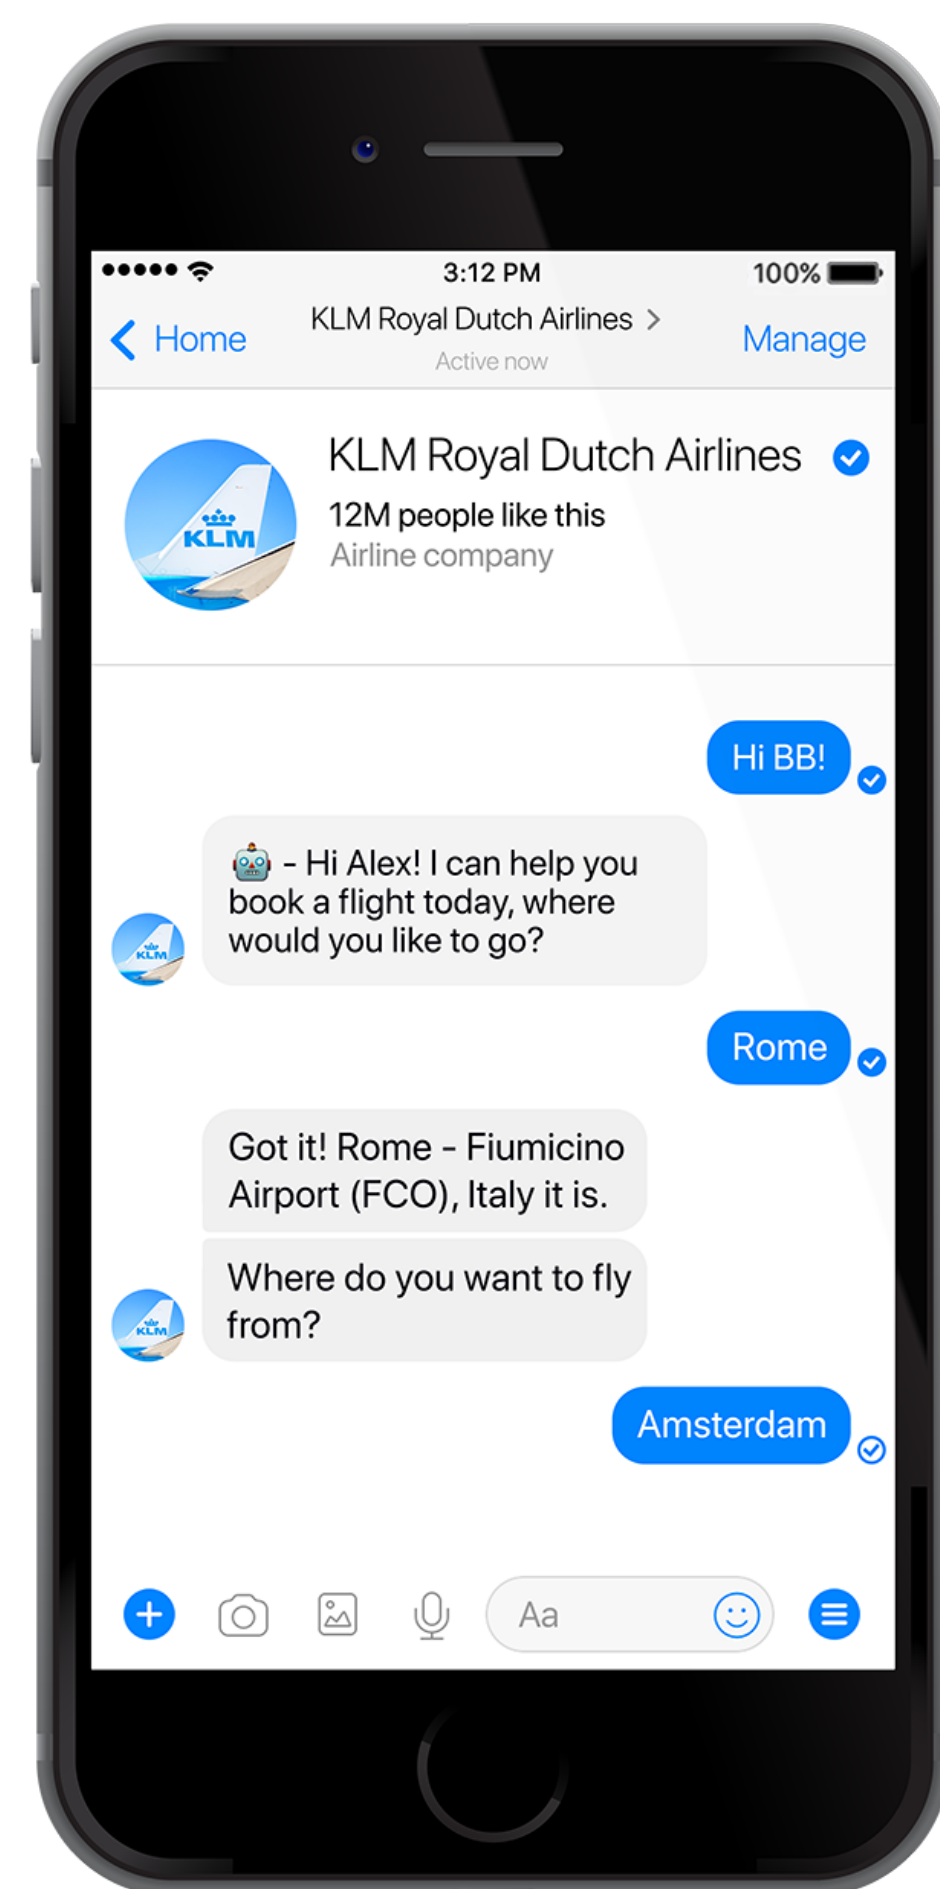 3:12 PM
100%
Home
KLM Royal Dutch Airlines >
Manage
Active now
KLM Royal Dutch Airlines
12M people like this
Airline company
KLM
Hi BB!
🤖 - Hi Alex! I can help you
book a flight today, where
would you like to go?
KLM
Rome
Got it! Rome - Fiumicino
Airport (FCO), Italy it is.
Where do you want to fly
from?
KLM
Amsterdam
Aa